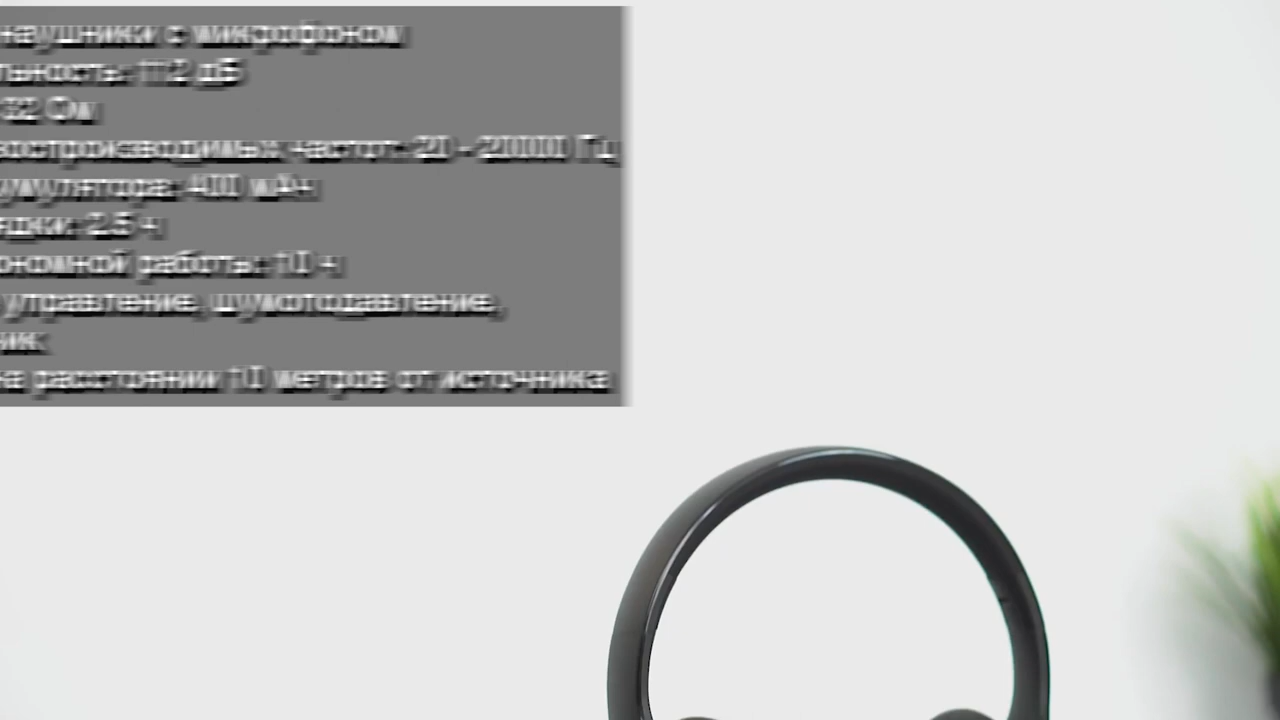 наушники с микрофоном
льность: 112 дБ
32 Ом
воспроизводимых частот: 20 - 20000 Гц
умулятора: 400 мАч
ядки: 2.5 ч
ономной работы: 10 ч
управление, шумоподавление,
ик
на расстоянии 10 метров от источника